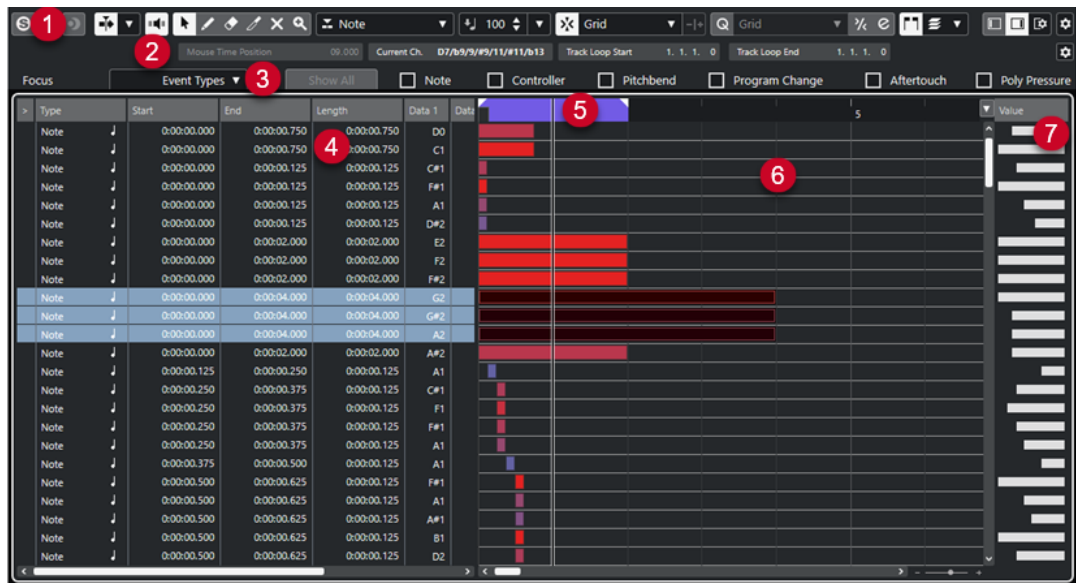 S 1 Note 100 Grid Q Grid
2 Mouse Time Position 09.000 Current Ch. D7/b9/9/#9/11/#11/b13 Track Loop Start 1. 1. 1. 0 Track Loop End 1. 1. 1. 0
Focus Event Types 3 Show All Note Controller Pitchbend Program Change Aftertouch Poly Pressure
> Type Start End Length Data 1 Data 5 5 Value
Note 0:00:00.000 0:00:00.750 0:00:00.750 D0 7
Note 0:00:00.000 0:00:00.750 4 0:00:00.750 C1
Note 0:00:00.000 0:00:00.125 0:00:00.125 C#1 6
Note 0:00:00.000 0:00:00.125 0:00:00.125 F#1
Note 0:00:00.000 0:00:00.125 0:00:00.125 A1
Note 0:00:00.000 0:00:00.125 0:00:00.125 D#2
Note 0:00:00.000 0:00:02.000 0:00:02.000 E2
Note 0:00:00.000 0:00:02.000 0:00:02.000 F2
Note 0:00:00.000 0:00:02.000 0:00:02.000 F#2
Note 0:00:00.000 0:00:04.000 0:00:04.000 G2
Note 0:00:00.000 0:00:04.000 0:00:04.000 G#2
Note 0:00:00.000 0:00:04.000 0:00:04.000 A2
Note 0:00:00.000 0:00:02.000 0:00:02.000 A#2
Note 0:00:00.125 0:00:00.250 0:00:00.125 A1
Note 0:00:00.250 0:00:00.375 0:00:00.125 C#1
Note 0:00:00.250 0:00:00.375 0:00:00.125 F1
Note 0:00:00.250 0:00:00.375 0:00:00.125 F#1
Note 0:00:00.250 0:00:00.375 0:00:00.125 A1
Note 0:00:00.375 0:00:00.500 0:00:00.125 A1
Note 0:00:00.500 0:00:00.625 0:00:00.125 F#1
Note 0:00:00.500 0:00:00.625 0:00:00.125 A1
Note 0:00:00.500 0:00:00.625 0:00:00.125 A#1
Note 0:00:00.500 0:00:00.625 0:00:00.125 B1
Note 0:00:00.500 0:00:00.625 0:00:00.125 D2